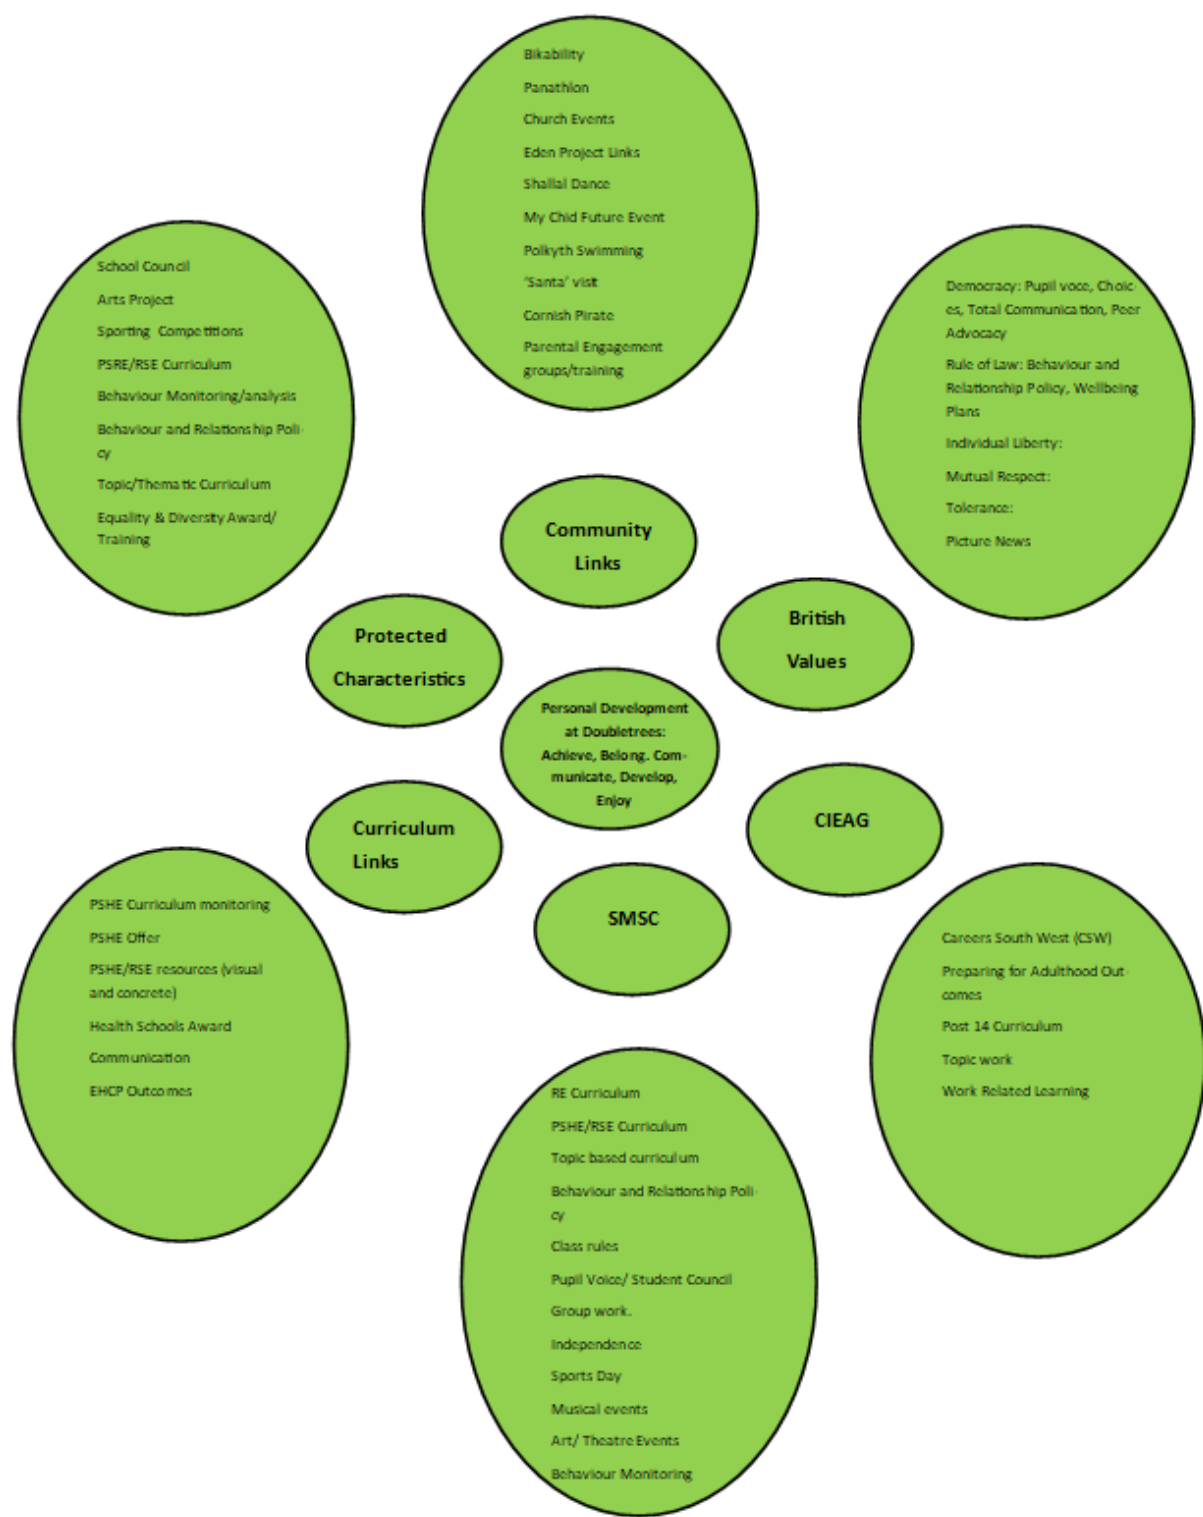 Bikability
Panathlon
Church Events
Eden Project Links
Shallal Dance
My Chid Future Event
Polkyth Swimming
‘Santa’ visit
Cornish Pirate
Parental Engagement
groups/training
School Council
Arts Project
Sporting Competitions
PSRE/RSE Curriculum
Behaviour Monitoring/analysis
Behaviour and Relationship Poli-
cy
Topic/Thematic Curriculum
Equality & Diversity Award/
Training
Democracy: Pupil voce, Choic-
es, Total Communication, Peer
Advocacy
Rule of Law: Behaviour and
Relationship Policy, Wellbeing
Plans
Individual Liberty:
Mutual Respect:
Tolerance:
Picture News
Community
Links
Protected
Characteristics
British
Values
Personal Development
at Doubletrees:
Achieve, Belong. Com-
municate, Develop,
Enjoy
Curriculum
Links
CIEAG
SMSC
PSHE Curriculum monitoring
PSHE Offer
PSHE/RSE resources (visual
and concrete)
Health Schools Award
Communication
EHCP Outcomes
Careers South West (CSW)
Preparing for Adulthood Out-
comes
Post 14 Curriculum
Topic work
Work Related Learning
RE Curriculum
PSHE/RSE Curriculum
Topic based curriculum
Behaviour and Relationship Poli-
cy
Class rules
Pupil Voice/ Student Council
Group work.
Independence
Sports Day
Musical events
Art/ Theatre Events
Behaviour Monitoring